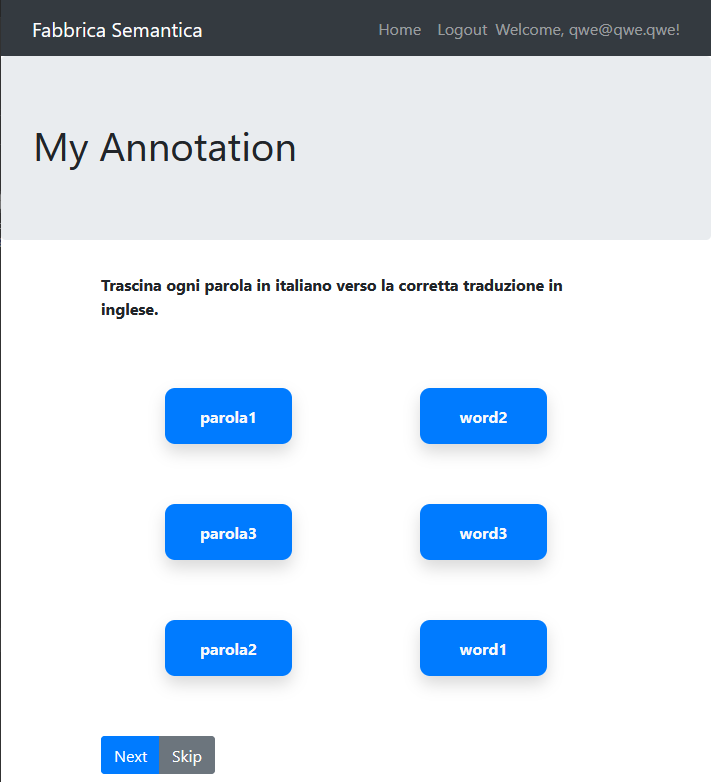 Fabbrica Semantica
Home Logout Welcome, qwe@qwe.qwe!
My Annotation
Trascina ogni parola in italiano verso la corretta traduzione in
inglese.
parola1 word2
parola3 word3
parola2 word1
Next Skip